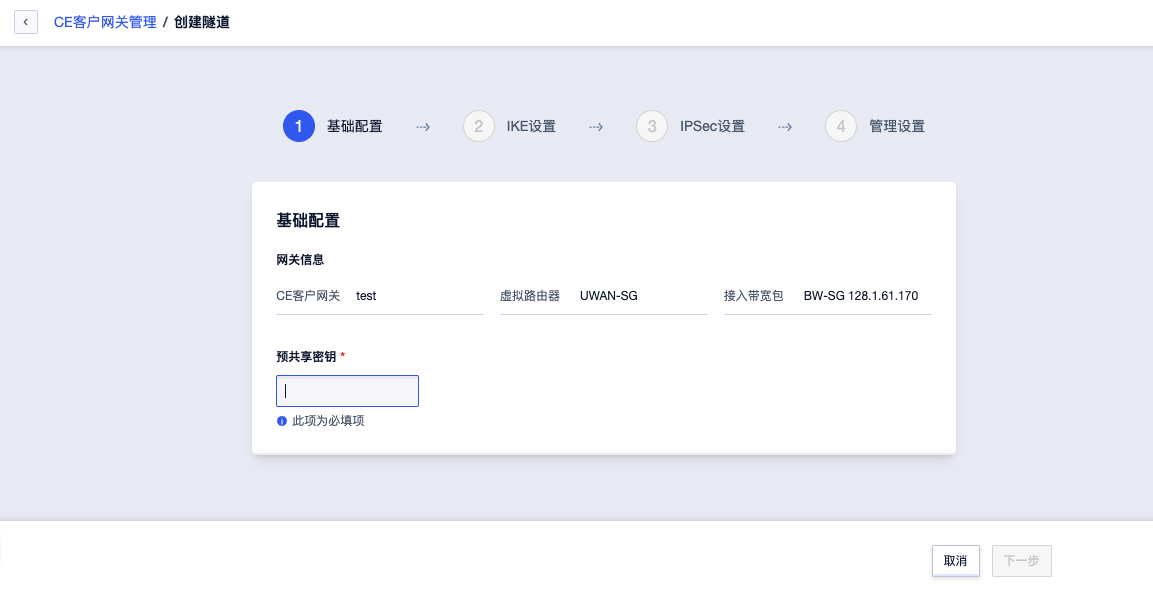 CE客户网关管理 / 创建隧道
1 基础配置 2 IKE设置 3 IPSec设置 4 管理设置
基础配置
网关信息
CE客户网关 test 虚拟路由器 UWAN-SG 接入带宽包 BW-SG 128.1.61.170
预共享密钥 *
此项为必填项
取消 下一步